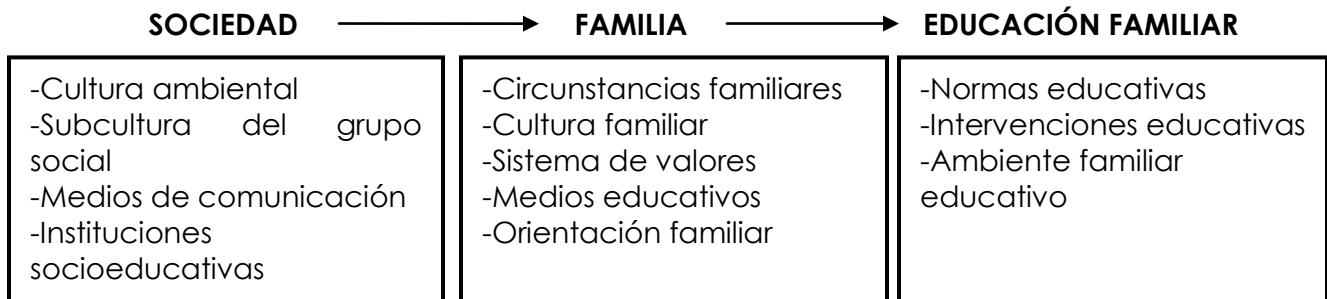 SOCIEDAD FAMILIA EDUCACIÓN FAMILIAR
-Cultura ambiental
-Subcultura del grupo
social
-Medios de comunicación
-Instituciones
socioeducativas
-Circunstancias familiares
-Cultura familiar
-Sistema de valores
-Medios educativos
-Orientación familiar
-Normas educativas
-Intervenciones educativas
-Ambiente familiar
educativo